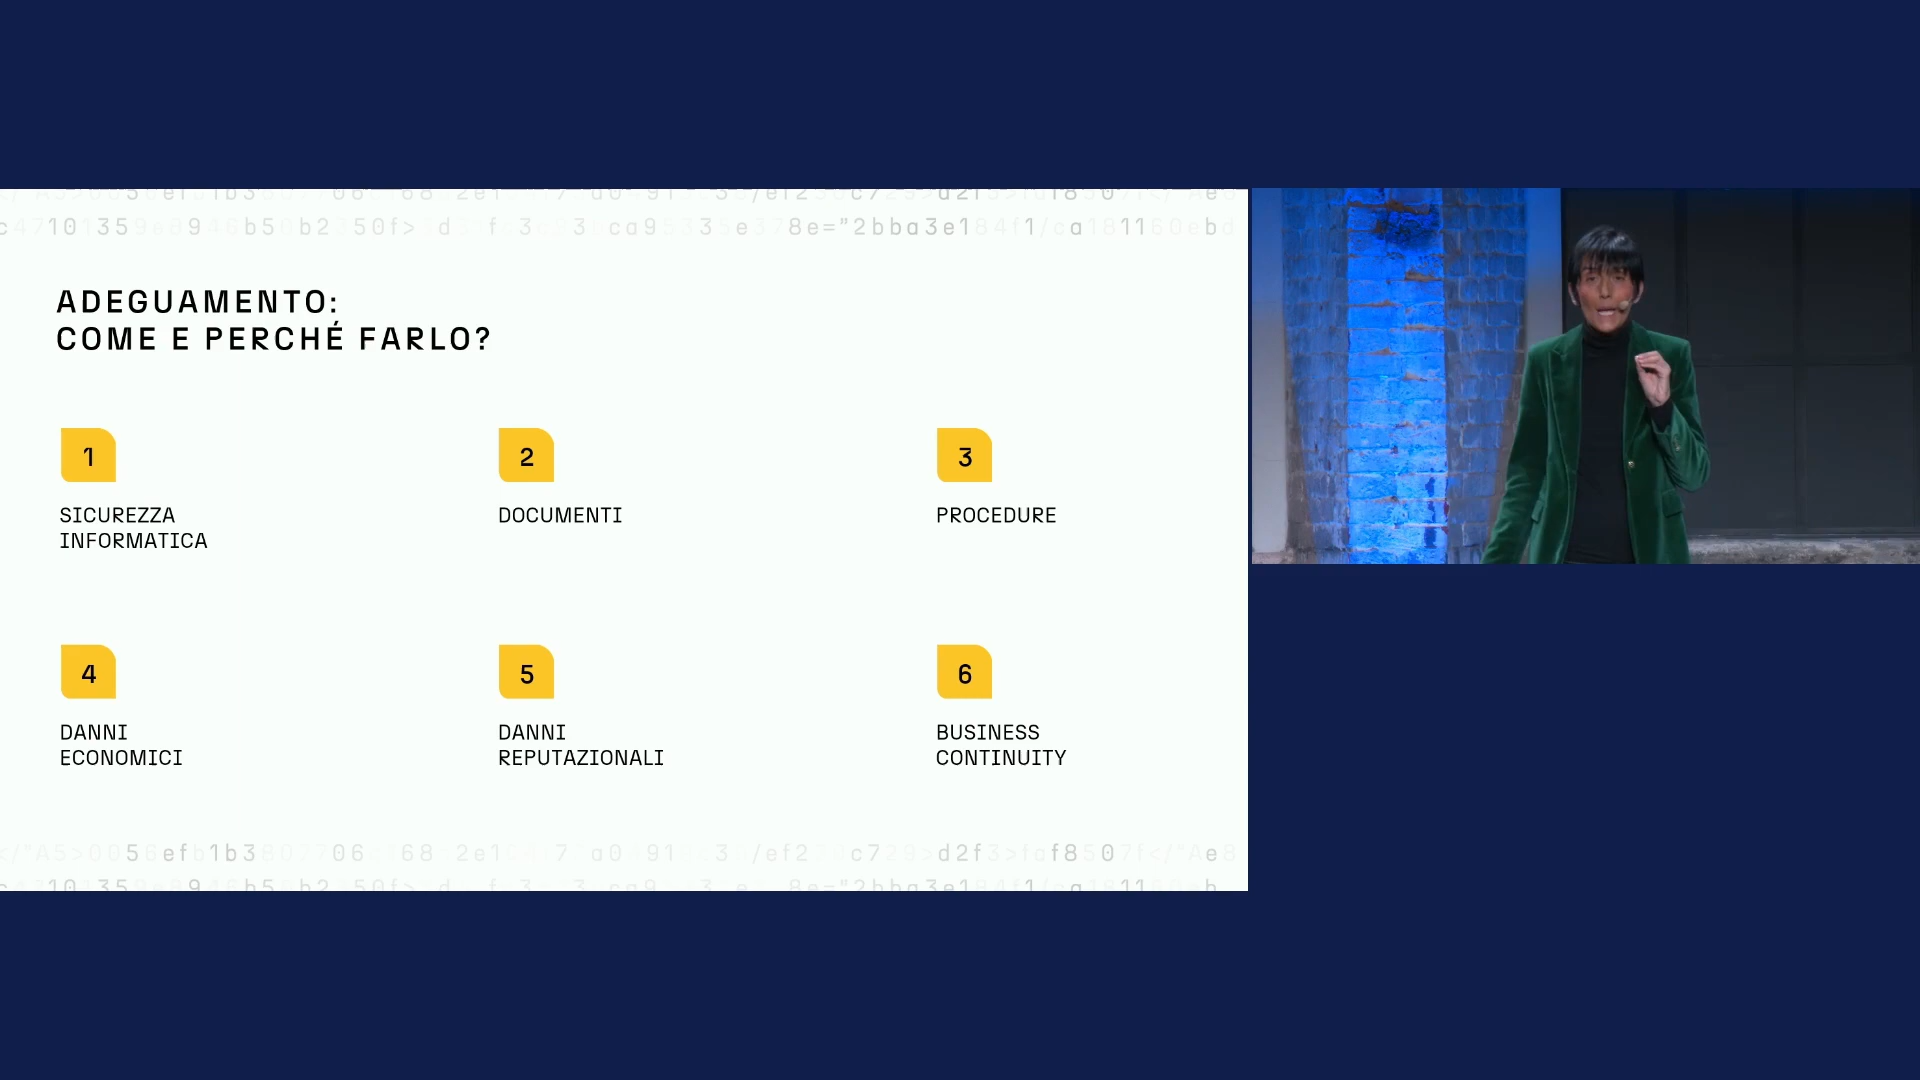 ADEGUAMENTO:
COME E PERCHÉ FARLO?
1
SICUREZZA
INFORMATICA
2
DOCUMENTI
3
PROCEDURE
4
DANNI
ECONOMICI
5
DANNI
REPUTAZIONALI
6
BUSINESS
CONTINUITY